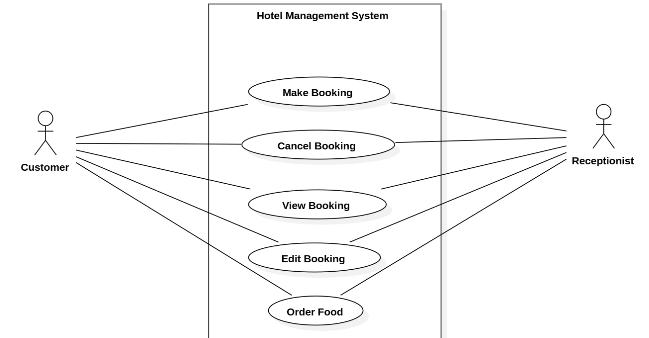 Hotel Management System
Make Booking
Cancel Booking
Customer
Receptionist
View Booking
Edit Booking
Order Food